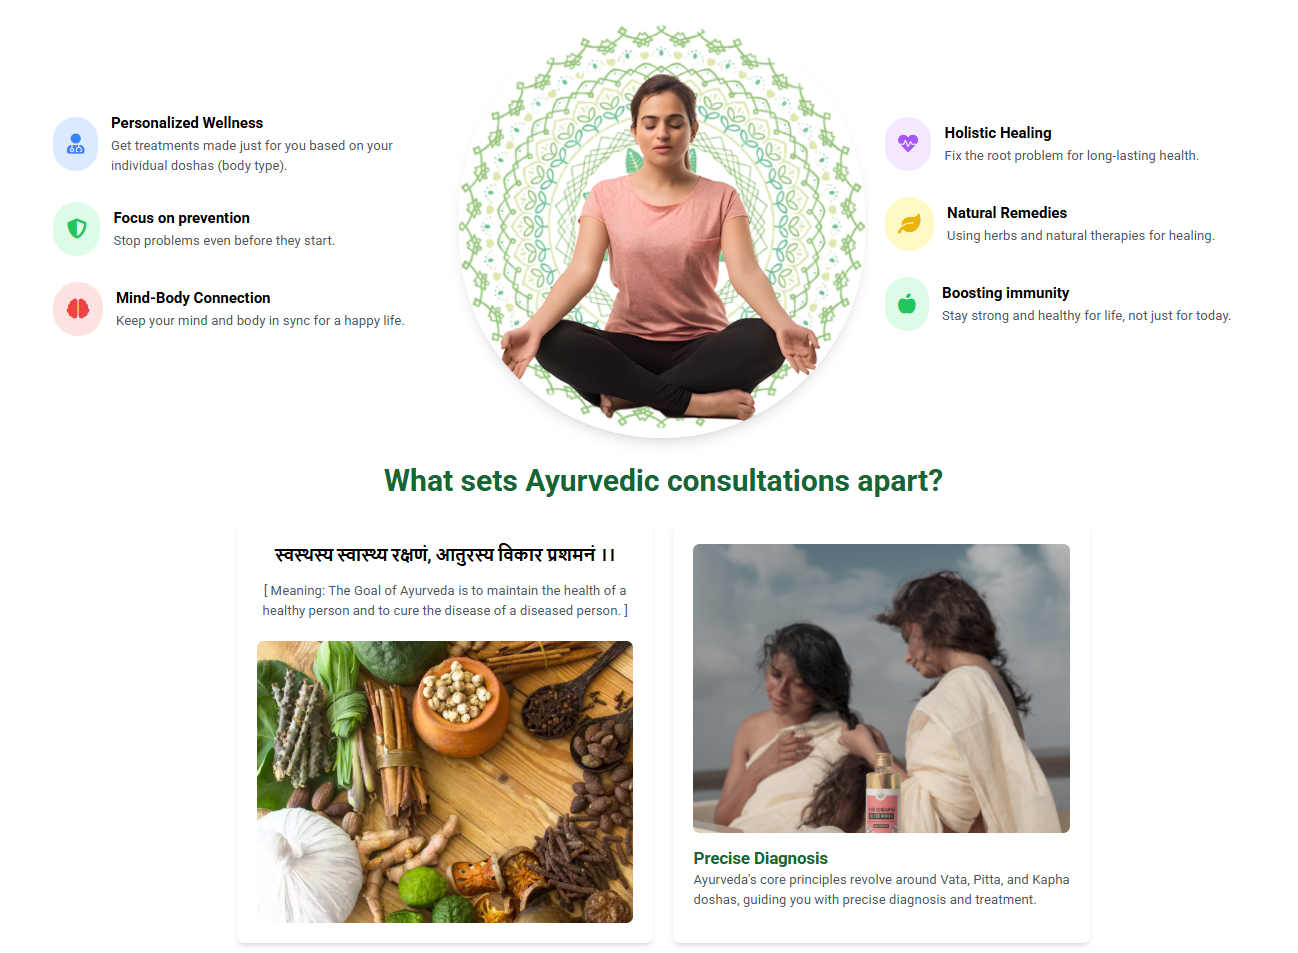 Personalized Wellness
Get treatments made just for you based on your
individual doshas (body type).
Focus on prevention
Stop problems even before they start.
Mind-Body Connection
Keep your mind and body in sync for a happy life.
Holistic Healing
Fix the root problem for long-lasting health.
Natural Remedies
Using herbs and natural therapies for healing.
Boosting immunity
Stay strong and healthy for life, not just for today.
What sets Ayurvedic consultations apart?
स्वस्थस्य स्वास्थ्य रक्षणं, आतुरस्य विकार प्रशमनं ।।
[ Meaning: The Goal of Ayurveda is to maintain the health of a
healthy person and to cure the disease of a diseased person. ]
Precise Diagnosis
Ayurveda's core principles revolve around Vata, Pitta, and Kapha
doshas, guiding you with precise diagnosis and treatment.